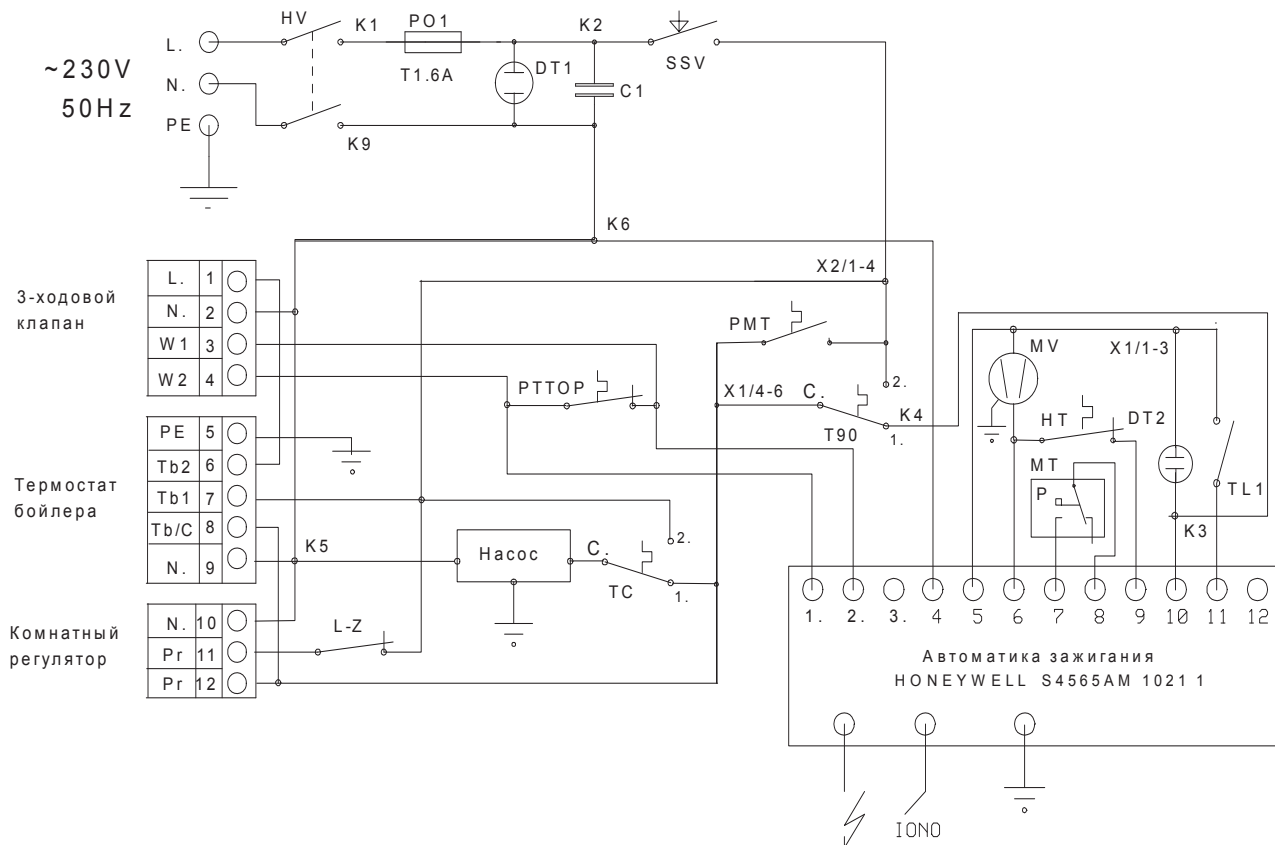 HV
K1
PO1
K2
L.
SSV
~230V
N.
T1.6A
DT1
C1
50Hz
PE
K9
K6
X2/1-4
3-ходовой
клапан
L. 1
N. 2
W1 3
W2 4
PMT
MV
X1/1-3
PTTOP
X1/4-6
C.
2.
K4
T90
1.
HT
DT2
Термостат
бойлера
PE 5
Tb2 6
Tb1 7
Tb/C 8
N. 9
MT
P
TL1
K3
K5
Насос
C.
2.
TC
1.
Комнатный
регулятор
N. 10
Pr 11
Pr 12
L-Z
1. 2. 3. 4 5 6 7 8 9 10 11 12
Автоматика зажигания
HONEYWELL S4565AM 1021 1
IONO